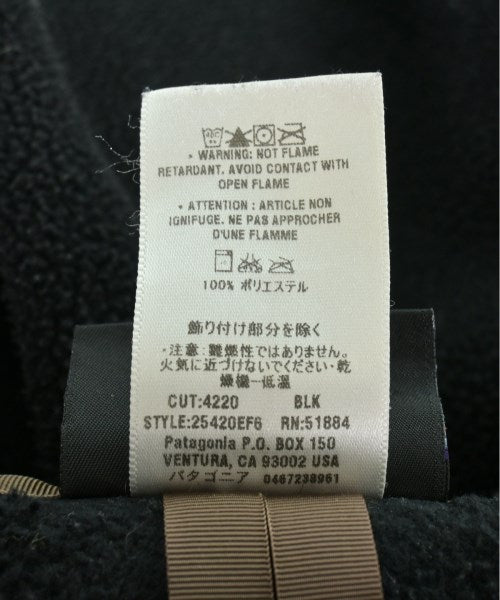 • WARNING: NOT FLAME
RETARDANT. AVOID CONTACT WITH
OPEN FLAME
• ATTENTION : ARTICLE NON
IGNIFUGE. NE PAS APPROCHER
D'UNE FLAMME
100% ポリエステル
飾り付け部分を除く
・注意:難燃性ではありません。
火気に近づけないでください・乾
燥機一低温
CUT:4220 BLK
STYLE:25420EF6 RN:51884
Patagonia P.O. BOX 150
VENTURA, CA 93002 USA
パタゴニア 0467238961